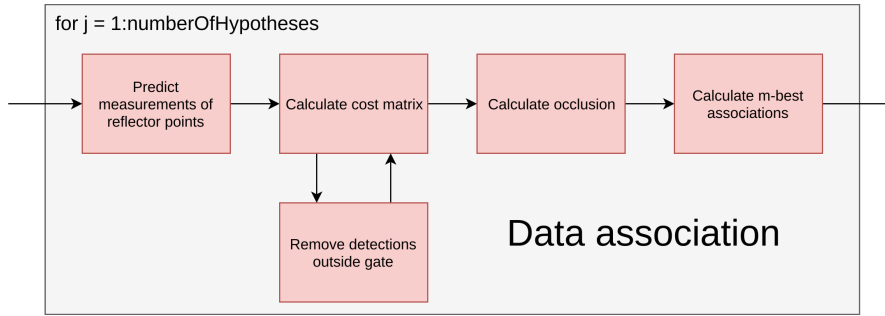 for j = 1:numberOfHypotheses
Predict
measurements of
reflector points
Calculate cost matrix
Calculate occlusion
Calculate m-best
associations
Remove detections
outside gate
Data association